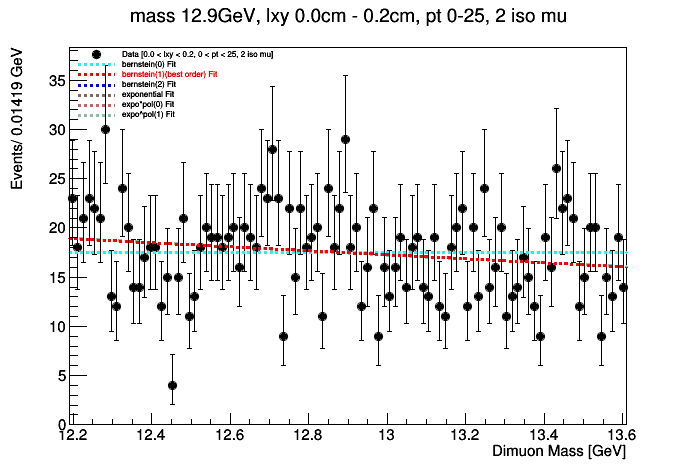 mass 12.9GeV, lxy 0.0cm - 0.2cm, pt 0-25, 2 iso mu
Events/ 0.01419 GeV
Data [0.0 < lxy < 0.2, 0 < pt < 25, 2 iso mu]
bernstein(0) Fit
bernstein(1)(best order) Fit
bernstein(2) Fit
exponential Fit
expo*pol(0) Fit
expo*pol(1) Fit
35
30
25
20
15
10
5
0
12.2 12.4 12.6 12.8 13 13.2 13.4 13.6
Dimuon Mass [GeV]